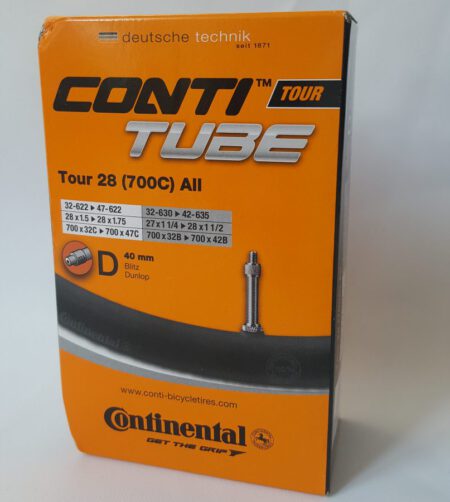 deutsche technik
seit 1871
CONTI™ TOUR
TUBE
Tour 28 (700C) All
32-622 ▸ 47-622 32-630 ▸ 42-635
28 x 1.5 ▸ 28 x 1.75 27 x 1 1/4 ▸ 28 x 1 1/2
700 x 32C ▸ 700 x 47C 700 x 32B ▸ 700 x 42B
D 40 mm
Blitz
Dunlop
Continental
www.conti-bicycletires.com
Continental
GET THE GRIP